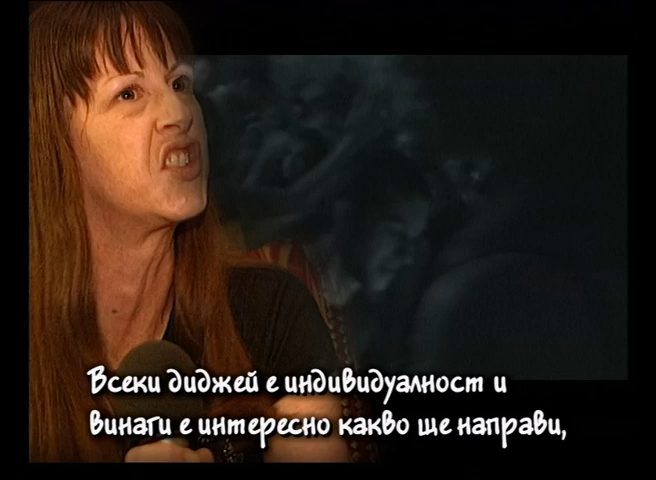 Всеки диджей е индивидуалност и
винаги е интересно какво ще направи,